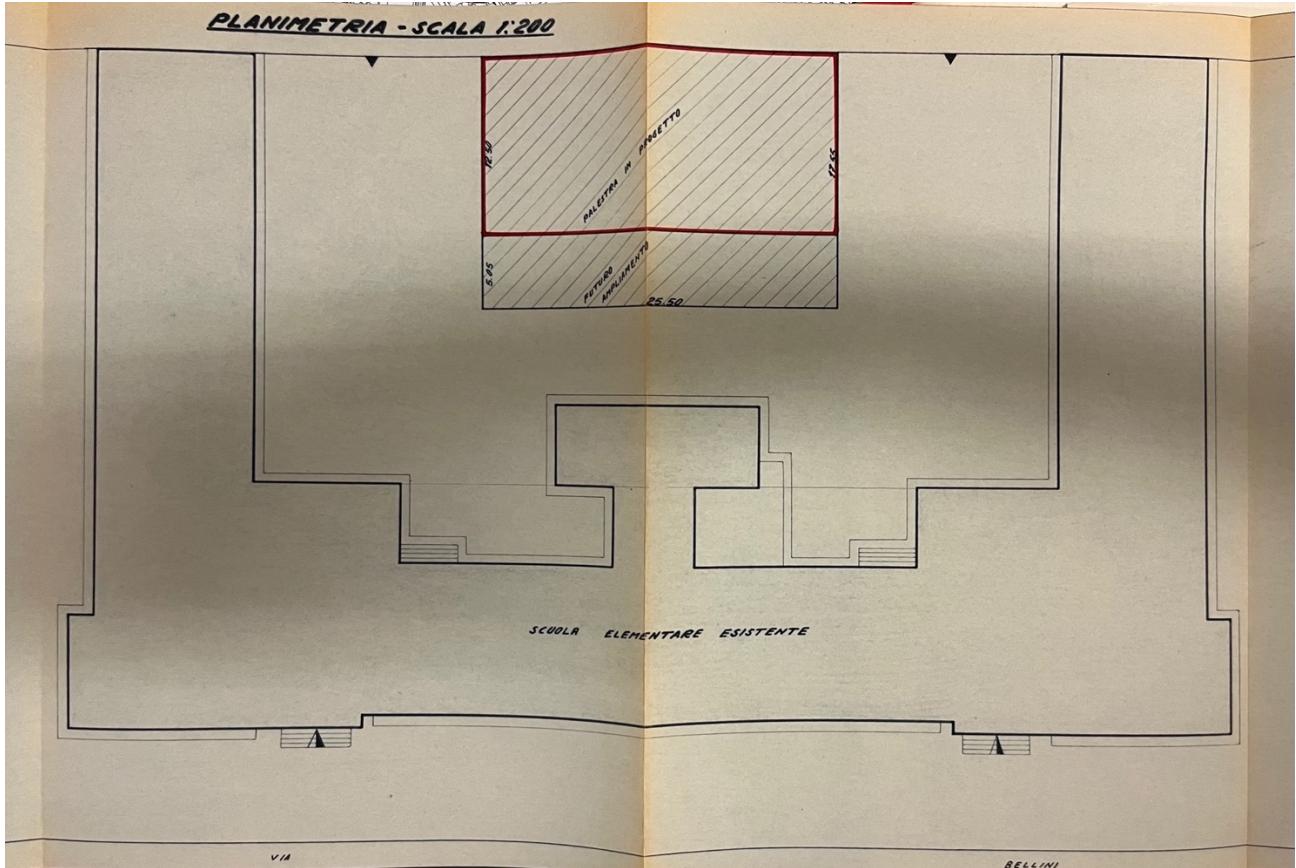 PLANIMETRIA - SCALA 1:200
12.50
PALESTRA IN PROGETTO
17.55
5.05
FUTURO
AMPLIAMENTO
25.50
SCUOLA ELEMENTARE ESISTENTE
VIA BELLINI